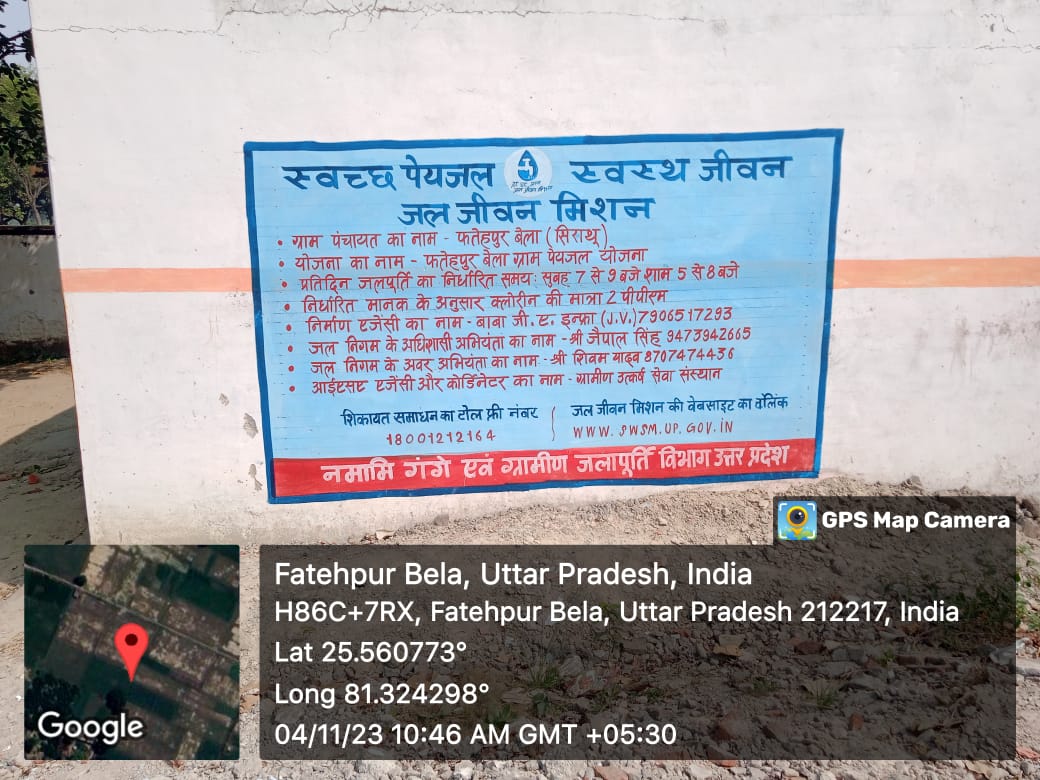 स्वच्छ पेयजल स्वस्थ जीवन
जल जीवन मिशन
• ग्राम पंचायत का नाम - फतेहपुर बेला (सिराथू)
• योजना का नाम - फतेहपुर बेला ग्राम पेयजल योजना
• प्रतिदिन जलपूर्ति का निर्धारित समय: सुबह 7 से 9 बजे शाम 5 से 8 बजे
• निर्धारित मानक के अनुसार क्लोरीन की मात्रा 2 पीपीएम
• निर्माण एजेंसी का नाम - बाबा जी.ए. इन्फ्रा (J.V.) 7906517293
• जल निगम के अधिशासी अभियंता का नाम - श्री जैपाल सिंह 9473942665
• जल निगम के अवर अभियंता का नाम - श्री शिवम यादव 8707474436
• आईएसए एजेंसी और कोर्डिनेटर का नाम - ग्रामीण उत्कर्ष सेवा संस्थान
शिकायत समाधन का टोल फ्री नंबर
18001212164
जल जीवन मिशन की वेबसाइट का लिंक
WWW.SWSM.UP.GOV.IN
नमामि गंगे एवं ग्रामीण जलापूर्ति विभाग उत्तर प्रदेश
GPS Map Camera
Fatehpur Bela, Uttar Pradesh, India
H86C+7RX, Fatehpur Bela, Uttar Pradesh 212217, India
Lat 25.560773°
Long 81.324298°
04/11/23 10:46 AM GMT +05:30
Google